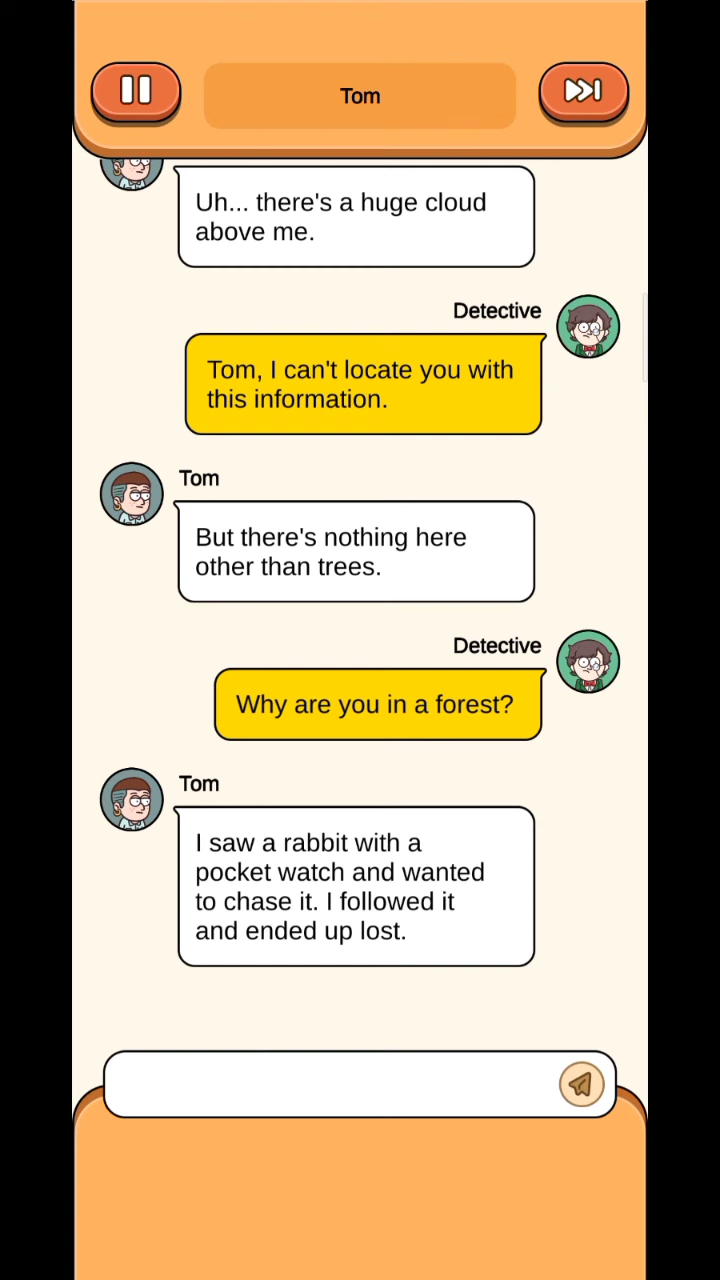 Tom
Uh... there's a huge cloud
above me.
Detective
Tom, I can't locate you with
this information.
Tom
But there's nothing here
other than trees.
Detective
Why are you in a forest?
Tom
I saw a rabbit with a
pocket watch and wanted
to chase it. I followed it
and ended up lost.